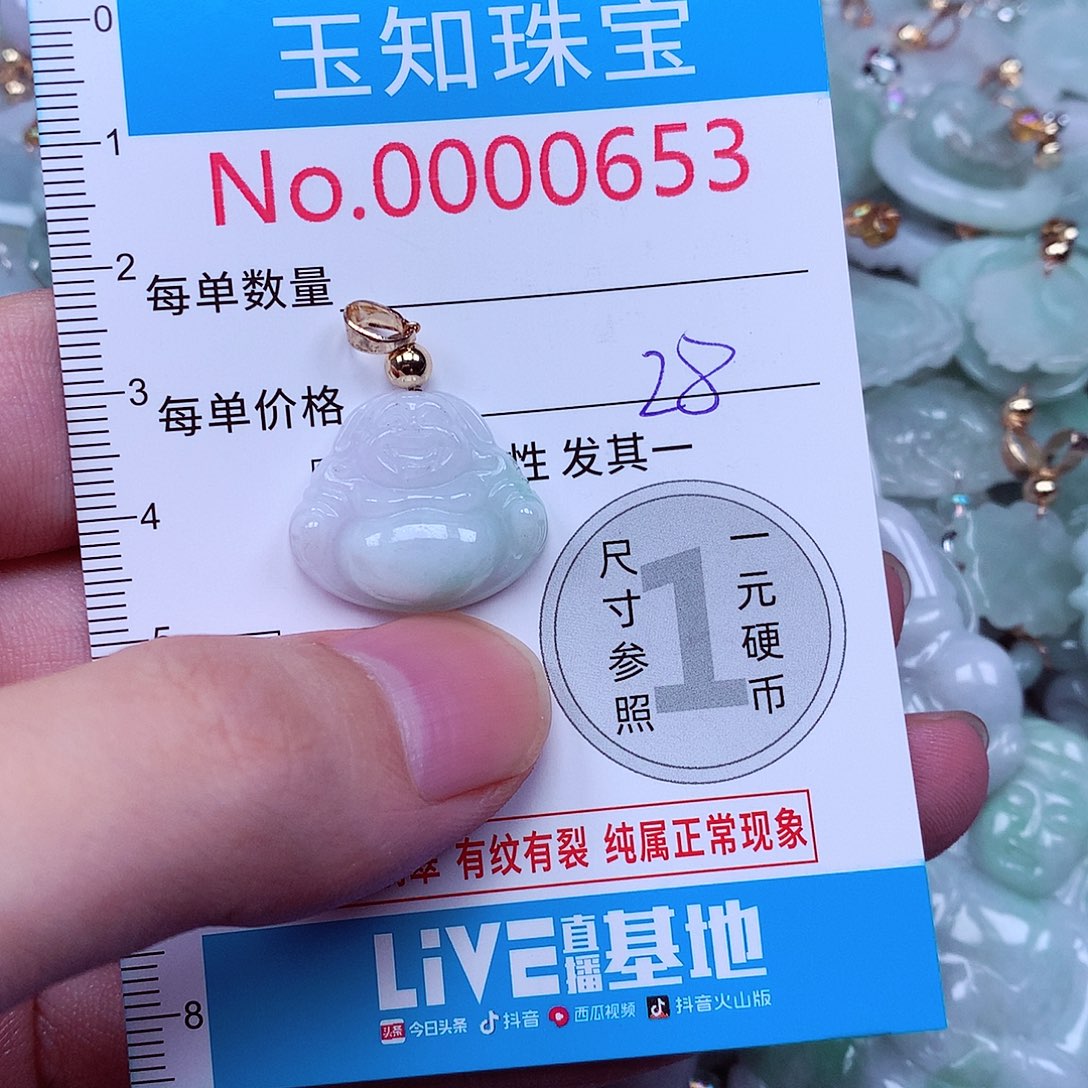 0
玉知珠宝
1
No.0000653
2
每单数量
3
每单价格 28
性 发其一
4
5
尺寸参照
1
一元硬币
有纹有裂 纯属正常现象
LiVE直播基地
8
头条 今日头条 抖音 西瓜视频 抖音火山版